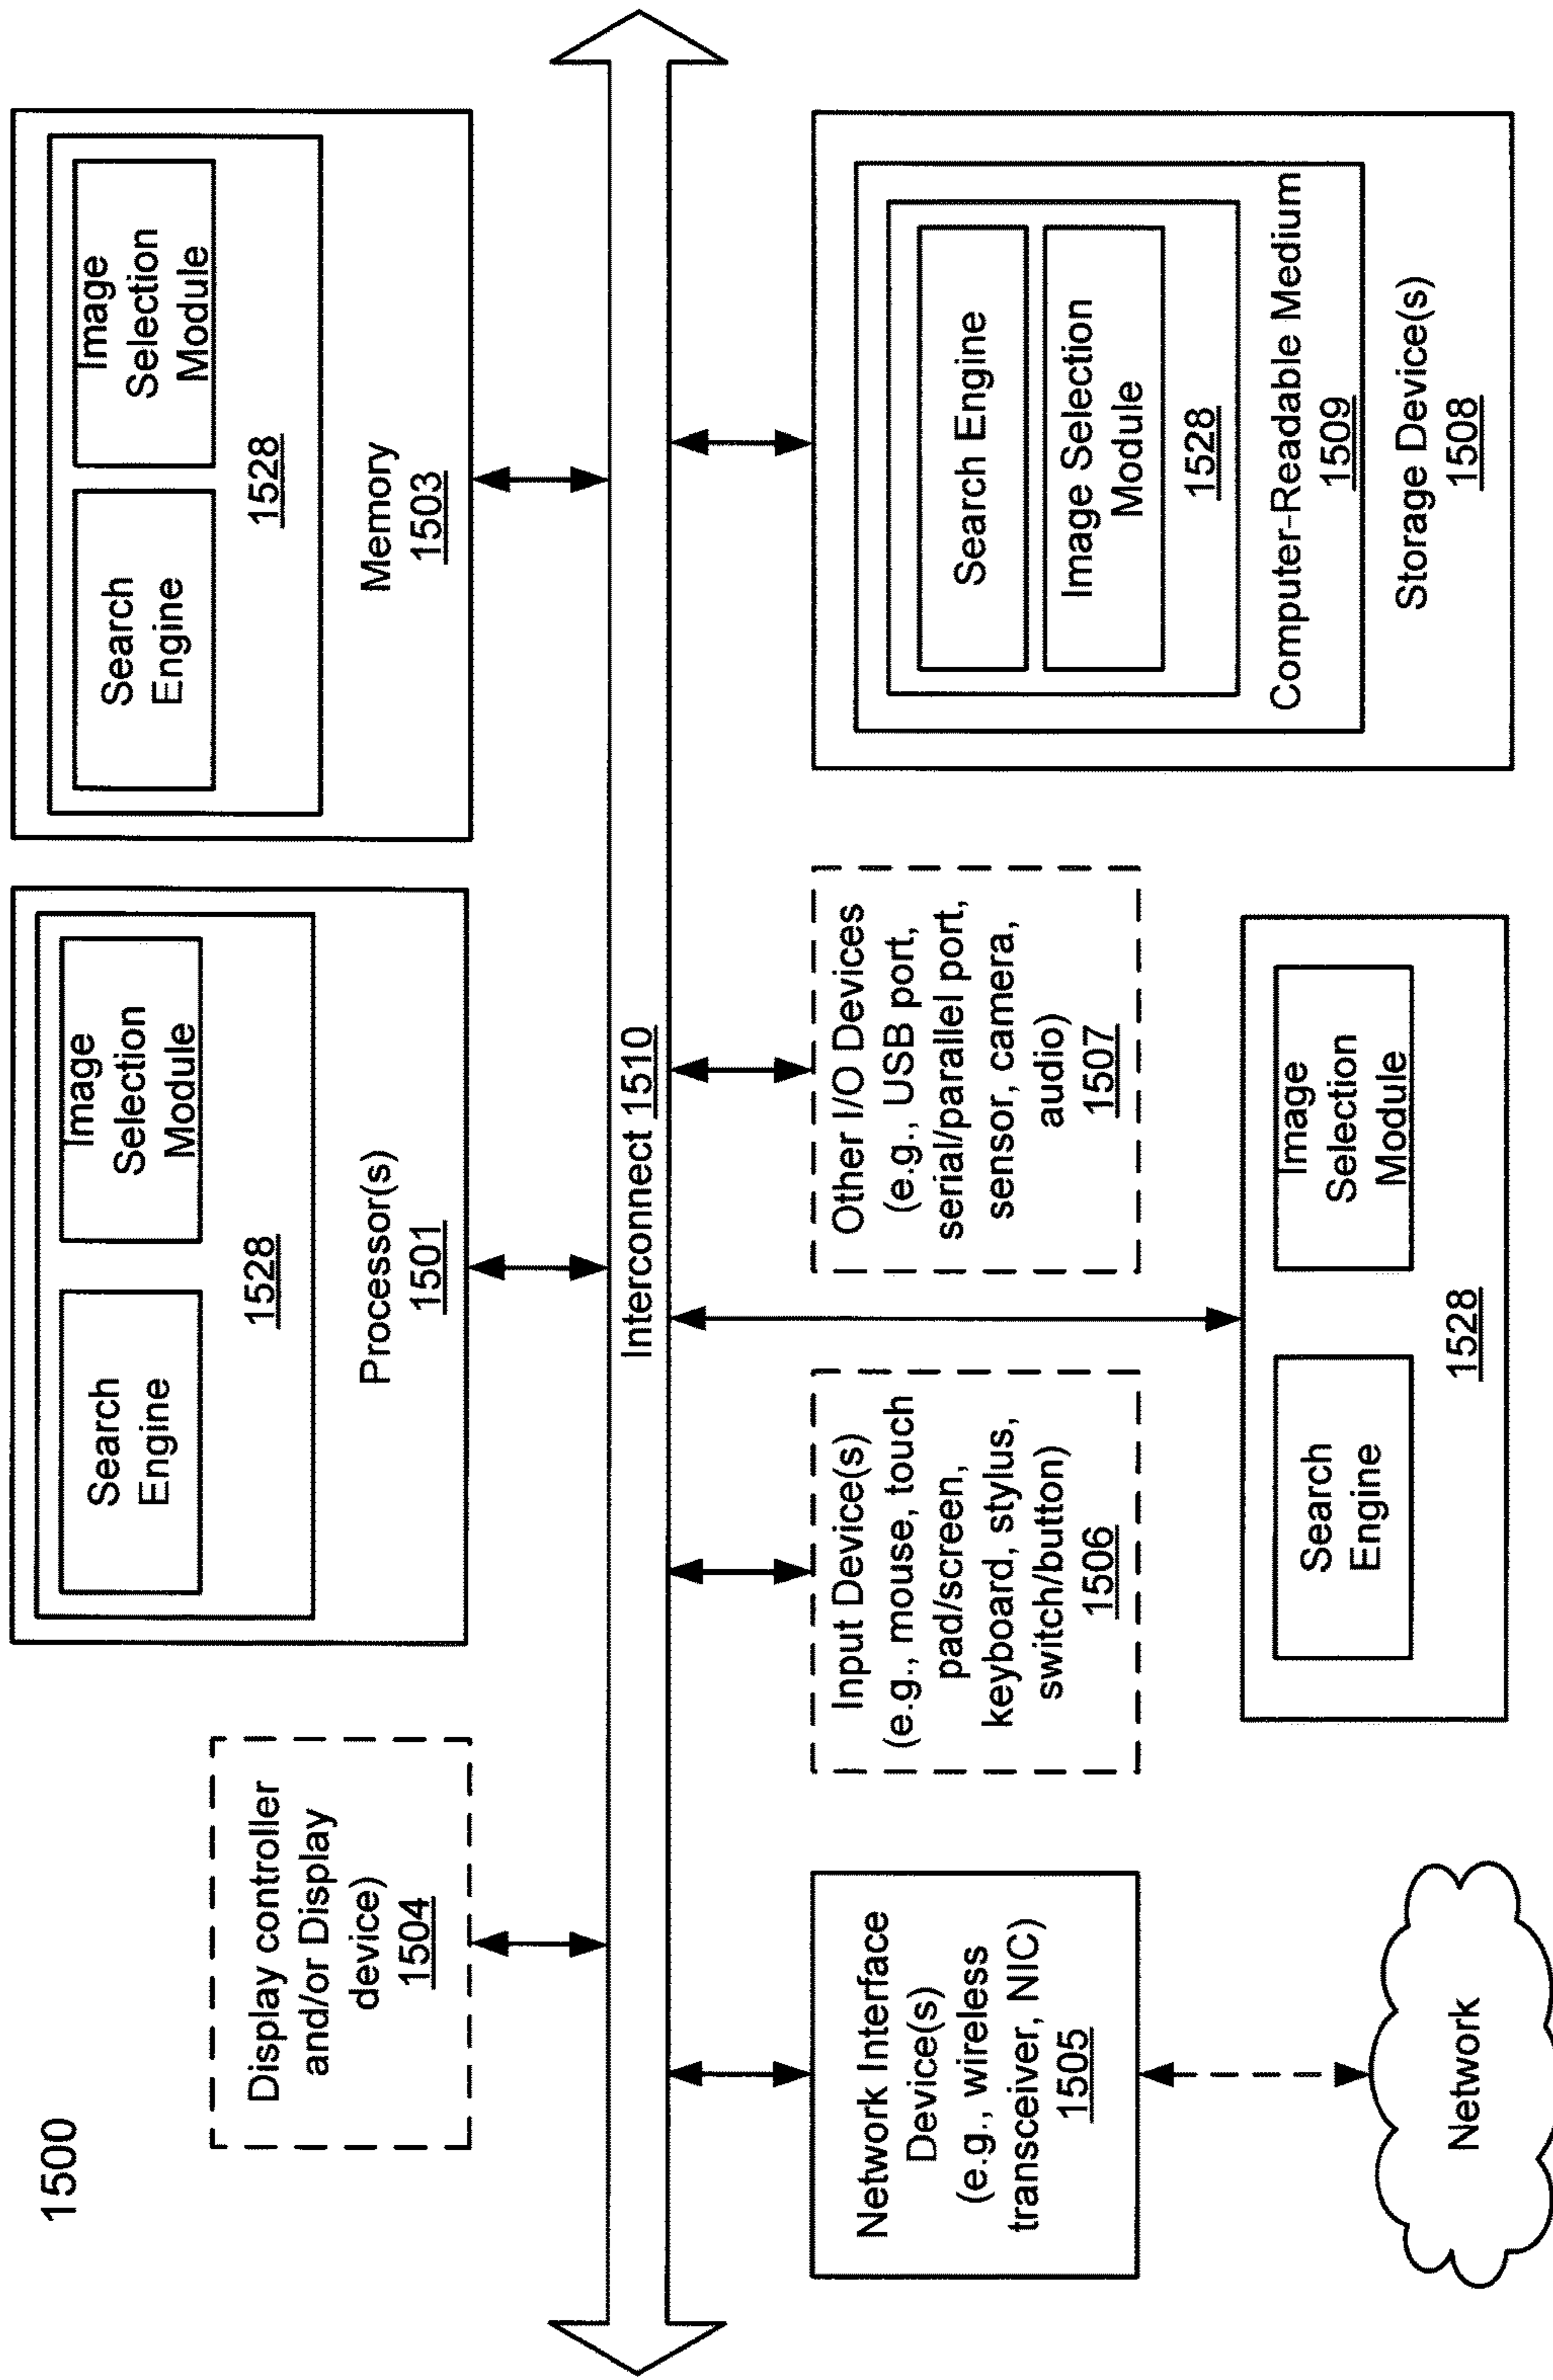 1500
Display controller
and/or Display
device)
1504
Search
Engine
Image
Selection
Module
1528
Processor(s)
1501
Search
Engine
Image
Selection
Module
1528
Memory
1503
Interconnect 1510
Network Interface
Device(s)
(e.g., wireless
transceiver, NIC)
1505
Network
Input Device(s)
(e.g., mouse, touch
pad/screen,
keyboard, stylus,
switch/button)
1506
Other I/O Devices
(e.g., USB port,
serial/parallel port,
sensor, camera,
audio)
1507
Search
Engine
Image
Selection
Module
1528
Search Engine
Image Selection
Module
1528
Computer-Readable Medium
1509
Storage Device(s)
1508